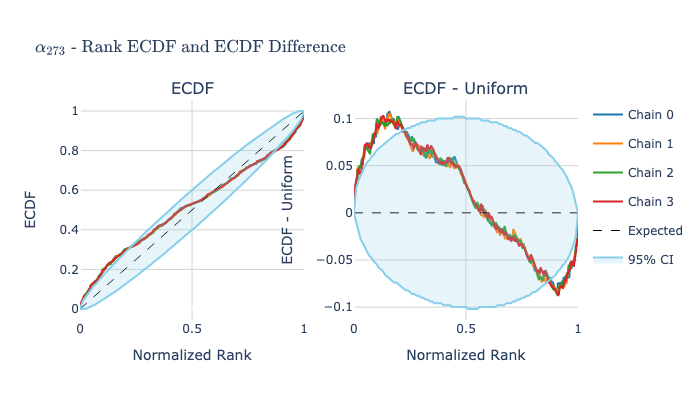 α₂₇₃ - Rank ECDF and ECDF Difference
ECDF
ECDF - Uniform
1
0.8
0.6
0.4
0.2
0
ECDF
0
0.5
1
Normalized Rank
0.1
0.05
0
−0.05
−0.1
ECDF - Uniform
0
0.5
1
Normalized Rank
Chain 0
Chain 1
Chain 2
Chain 3
Expected
95% CI